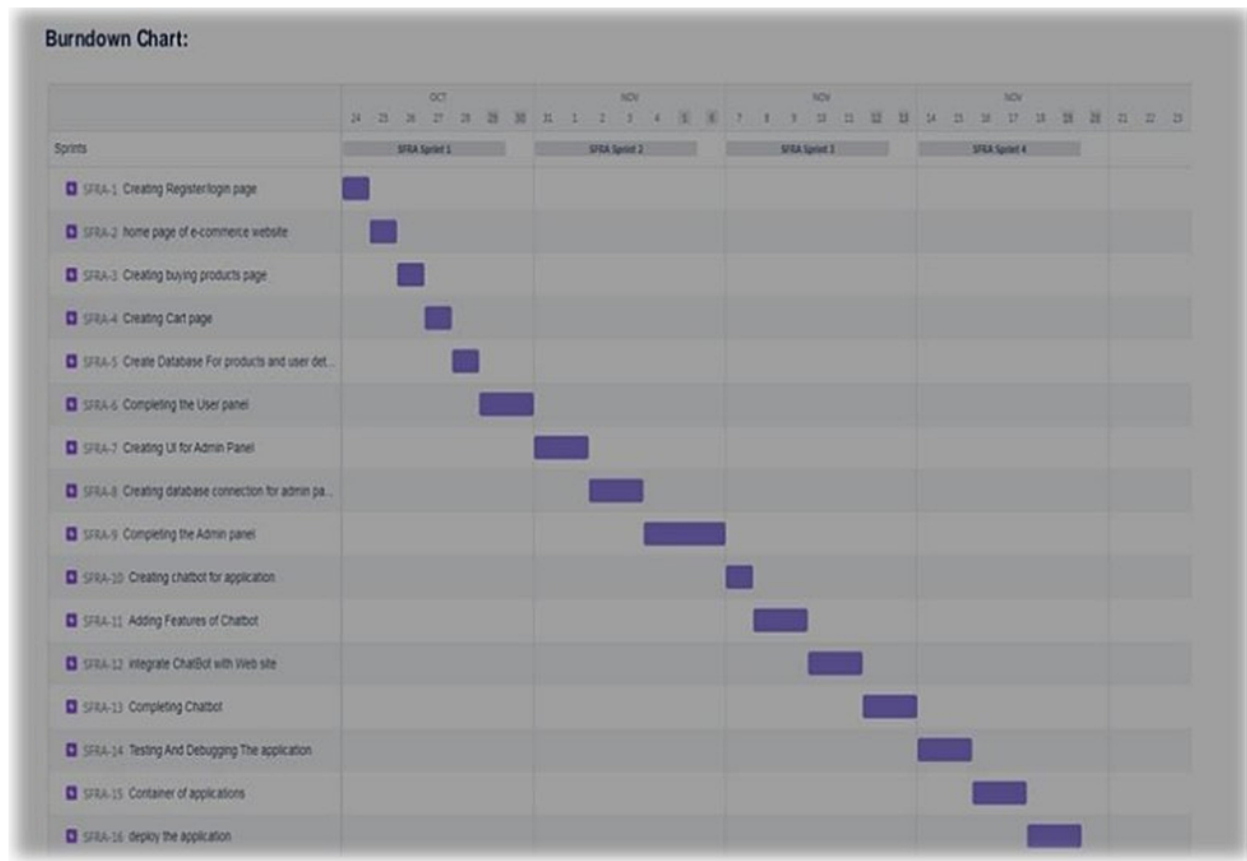 Burndown Chart:
OCT NOV NOV NOV
24 25 26 27 28 29 30 31 1 2 3 4 5 6 7 8 9 10 11 12 13 14 15 16 17 18 19 20 21 22 23
Sprints SFRA Sprint 1 SFRA Sprint 2 SFRA Sprint 3 SFRA Sprint 4
SFRA-1 Creating Register/login page
SFRA-2 home page of e-commerce website
SFRA-3 Creating buying products page
SFRA-4 Creating Cart page
SFRA-5 Create Database For products and user det...
SFRA-6 Completing the User panel
SFRA-7 Creating UI for Admin Panel
SFRA-8 Creating database connection for admin pa...
SFRA-9 Completing the Admin panel
SFRA-10 Creating chatbot for application
SFRA-11 Adding Features of Chatbot
SFRA-12 integrate ChatBot with Web site
SFRA-13 Completing Chatbot
SFRA-14 Testing And Debugging The application
SFRA-15 Container of applications
SFRA-16 deploy the application